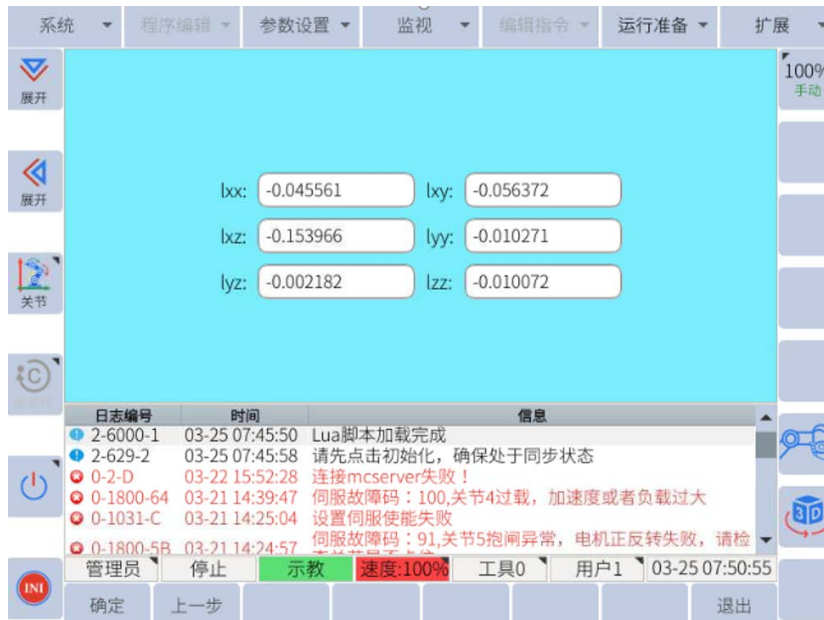 系统 程序编辑 参数设置 监视 编辑指令 运行准备 扩展
展开
100%
手动
展开
lxx: -0.045561 lxy: -0.056372
lxz: -0.153966 lyy: -0.010271
lyz: -0.002182 lzz: -0.010072
关节
日志编号 时间 信息
2-6000-1 03-25 07:45:50 Lua脚本加载完成
2-629-2 03-25 07:45:58 请先点击初始化，确保处于同步状态
0-2-D 03-22 15:52:28 连接mcserver失败！
0-1800-64 03-21 14:39:47 伺服故障码：100,关节4过载，加速度或者负载过大
0-1031-C 03-21 14:25:04 设置伺服使能失败
0-1800-5B 03-21 14:24:57 伺服故障码：91,关节5抱闸异常，电机正反转失败，请检
3D
管理员 停止 示教 速度:100% 工具0 用户1 03-25 07:50:55
INI
确定 上一步 退出